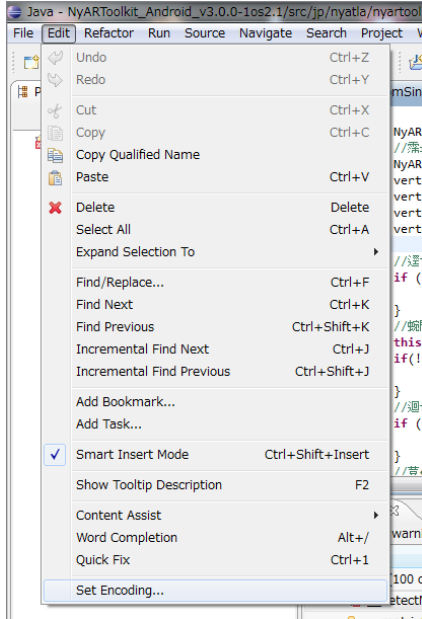 Java - NyARToolkit_Android_v3.0.0-1os2.1/src/jp/nyatla/nyartool
File Edit Refactor Run Source Navigate Search Project
Undo Ctrl+Z
Redo Ctrl+Y
Cut Ctrl+X
Copy Ctrl+C
Copy Qualified Name
Paste Ctrl+V
Delete Delete
Select All Ctrl+A
Expand Selection To
Find/Replace... Ctrl+F
Find Next Ctrl+K
Find Previous Ctrl+Shift+K
Incremental Find Next Ctrl+J
Incremental Find Previous Ctrl+Shift+J
Add Bookmark...
Add Task...
Smart Insert Mode Ctrl+Shift+Insert
Show Tooltip Description F2
Content Assist
Word Completion Alt+/
Quick Fix Ctrl+1
Set Encoding...
P
mSin
NyAR
//
NyAR
vert
vert
vert
vert
//
if (
}
//
this
if(!
}
//
if (
}
//
warn
100
etect